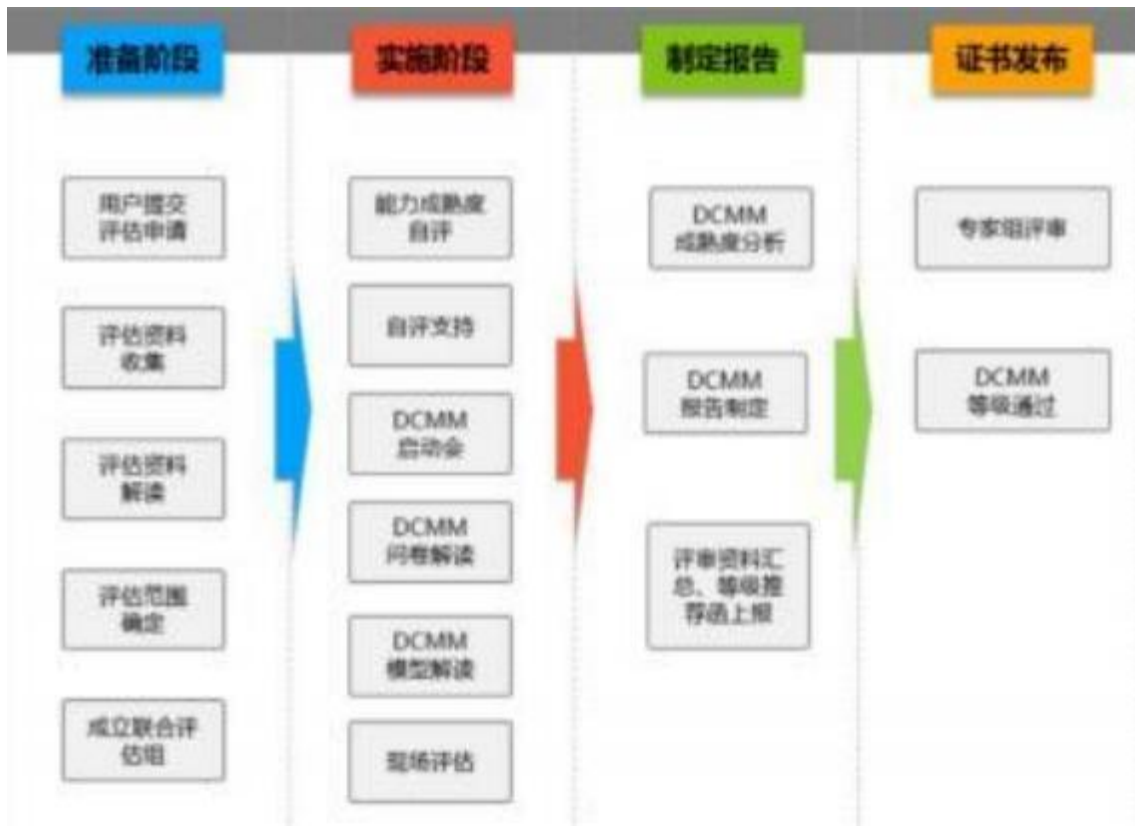 准备阶段
实施阶段
制定报告
证书发布
用户提交
评估申请
评估资料
收集
评估资料
解读
评估范围
确定
成立联合评
估组
能力成熟度
自评
自评支持
DCMM
启动会
DCMM
问卷解读
DCMM
模型解读
现场评估
DCMM
成熟度分析
DCMM
报告制定
评审资料汇
总、等级推
荐函上报
专家组评审
DCMM
等级通过